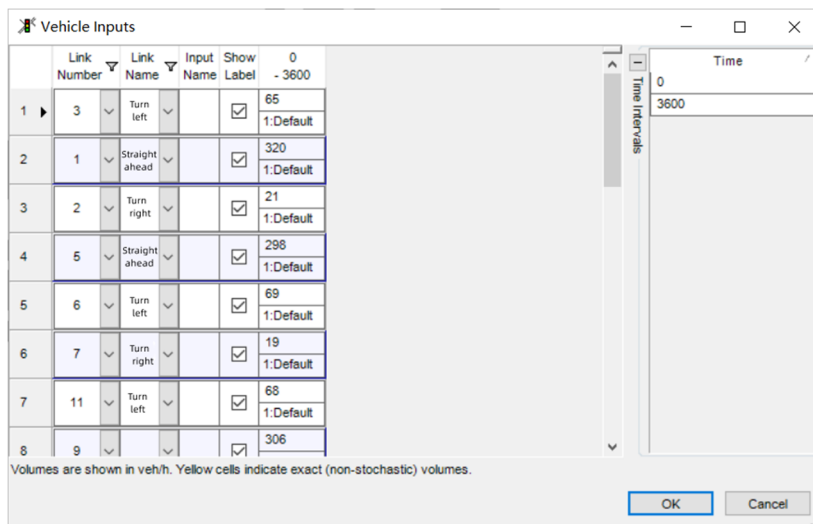 Vehicle Inputs
Link Number Link Name Input Name Show Label 0 - 3600
1 3 Turn left 65
1:Default
2 1 Straight ahead 320
1:Default
3 2 Turn right 21
1:Default
4 5 Straight ahead 298
1:Default
5 6 Turn left 69
1:Default
6 7 Turn right 19
1:Default
7 11 Turn left 68
1:Default
8 9 306
Time Intervals
Time
0
3600
Volumes are shown in veh/h. Yellow cells indicate exact (non-stochastic) volumes.
OK Cancel